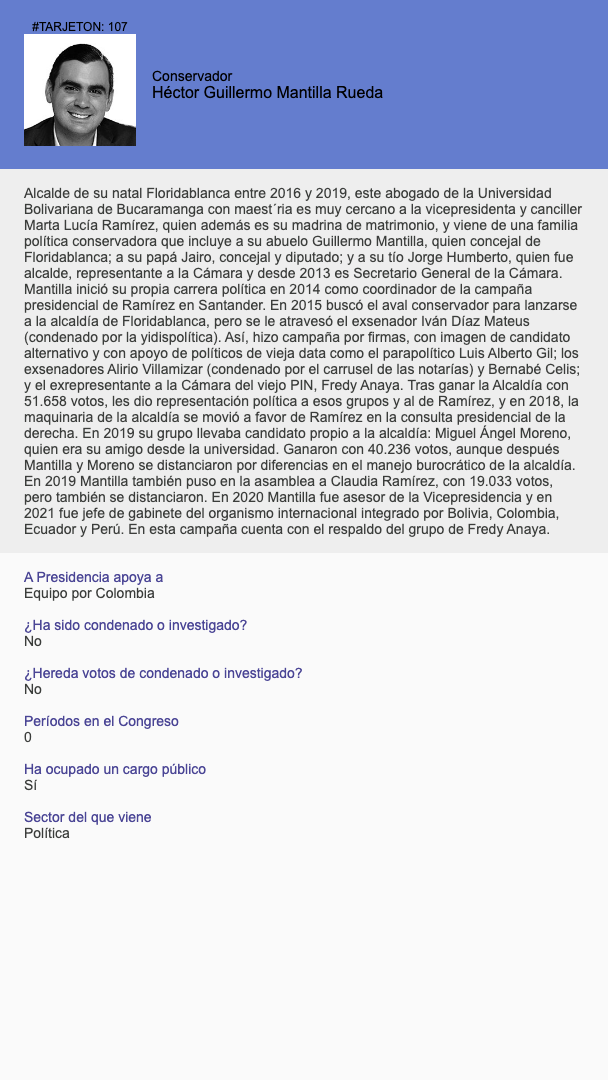 #TARJETON: 107
Conservador
Héctor Guillermo Mantilla Rueda
Alcalde de su natal Floridablanca entre 2016 y 2019, este abogado de la Universidad
Bolivariana de Bucaramanga con maest´ria es muy cercano a la vicepresidenta y canciller
Marta Lucía Ramírez, quien además es su madrina de matrimonio, y viene de una familia
política conservadora que incluye a su abuelo Guillermo Mantilla, quien concejal de
Floridablanca; a su papá Jairo, concejal y diputado; y a su tío Jorge Humberto, quien fue
alcalde, representante a la Cámara y desde 2013 es Secretario General de la Cámara.
Mantilla inició su propia carrera política en 2014 como coordinador de la campaña
presidencial de Ramírez en Santander. En 2015 buscó el aval conservador para lanzarse
a la alcaldía de Floridablanca, pero se le atravesó el exsenador Iván Díaz Mateus
(condenado por la yidispolítica). Así, hizo campaña por firmas, con imagen de candidato
alternativo y con apoyo de políticos de vieja data como el parapolítico Luis Alberto Gil; los
exsenadores Alirio Villamizar (condenado por el carrusel de las notarías) y Bernabé Celis;
y el exrepresentante a la Cámara del viejo PIN, Fredy Anaya. Tras ganar la Alcaldía con
51.658 votos, les dio representación política a esos grupos y al de Ramírez, y en 2018, la
maquinaria de la alcaldía se movió a favor de Ramírez en la consulta presidencial de la
derecha. En 2019 su grupo llevaba candidato propio a la alcaldía: Miguel Ángel Moreno,
quien era su amigo desde la universidad. Ganaron con 40.236 votos, aunque después
Mantilla y Moreno se distanciaron por diferencias en el manejo burocrático de la alcaldía.
En 2019 Mantilla también puso en la asamblea a Claudia Ramírez, con 19.033 votos,
pero también se distanciaron. En 2020 Mantilla fue asesor de la Vicepresidencia y en
2021 fue jefe de gabinete del organismo internacional integrado por Bolivia, Colombia,
Ecuador y Perú. En esta campaña cuenta con el respaldo del grupo de Fredy Anaya.
A Presidencia apoya a
Equipo por Colombia
¿Ha sido condenado o investigado?
No
¿Hereda votos de condenado o investigado?
No
Períodos en el Congreso
0
Ha ocupado un cargo público
Sí
Sector del que viene
Política